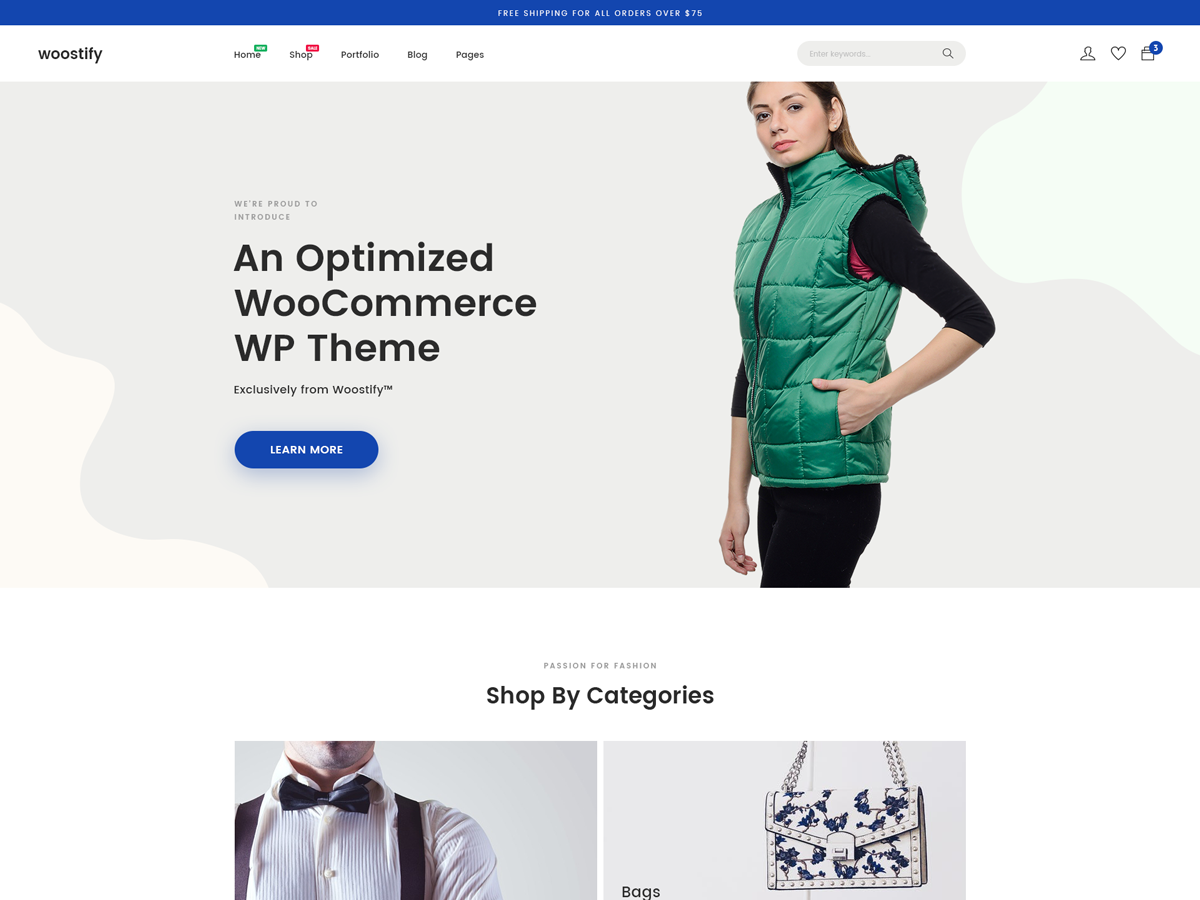 FREE SHIPPING FOR ALL ORDERS OVER $75
woostify
Home
NEW
Shop
SALE
Portfolio
Blog
Pages
Enter keywords...
3
WE'RE PROUD TO
INTRODUCE
An Optimized
WooCommerce
WP Theme
Exclusively from Woostify™
LEARN MORE
PASSION FOR FASHION
Shop By Categories
Bags